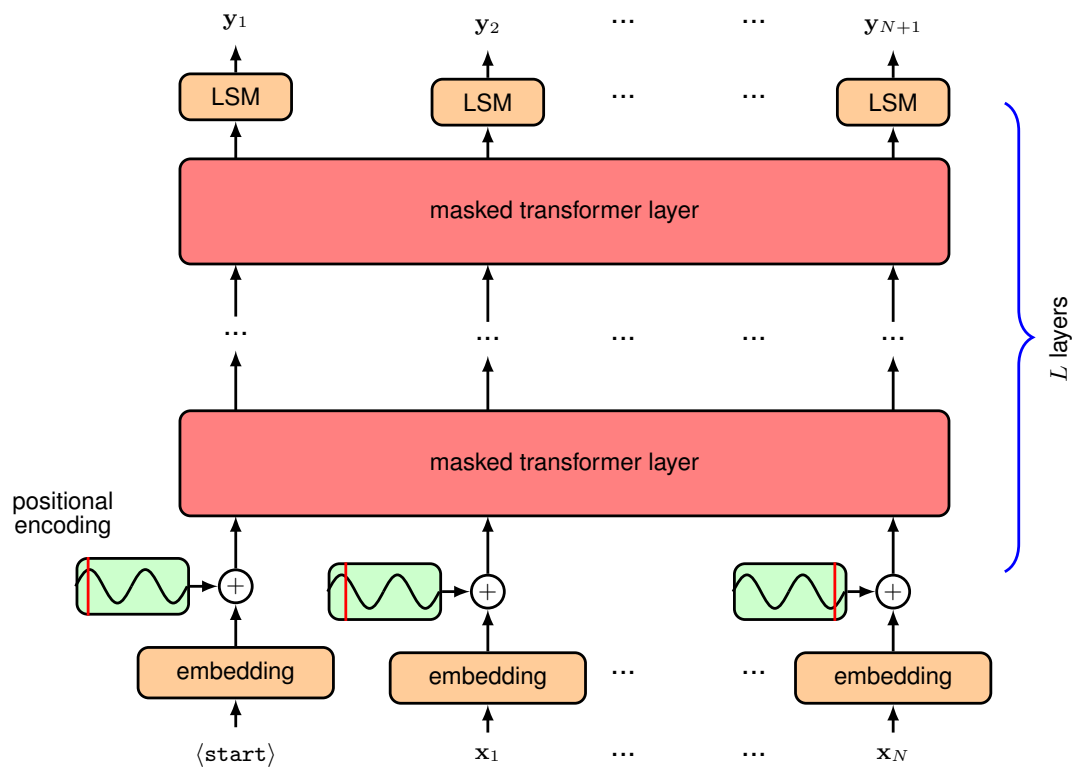 y₁ y₂ ... ... yN+1
LSM LSM ... ... LSM
masked transformer layer
... ... ... ... ...
L layers
masked transformer layer
positional
encoding
+ + +
embedding embedding ... ... embedding
⟨start⟩ x₁ ... ... xN